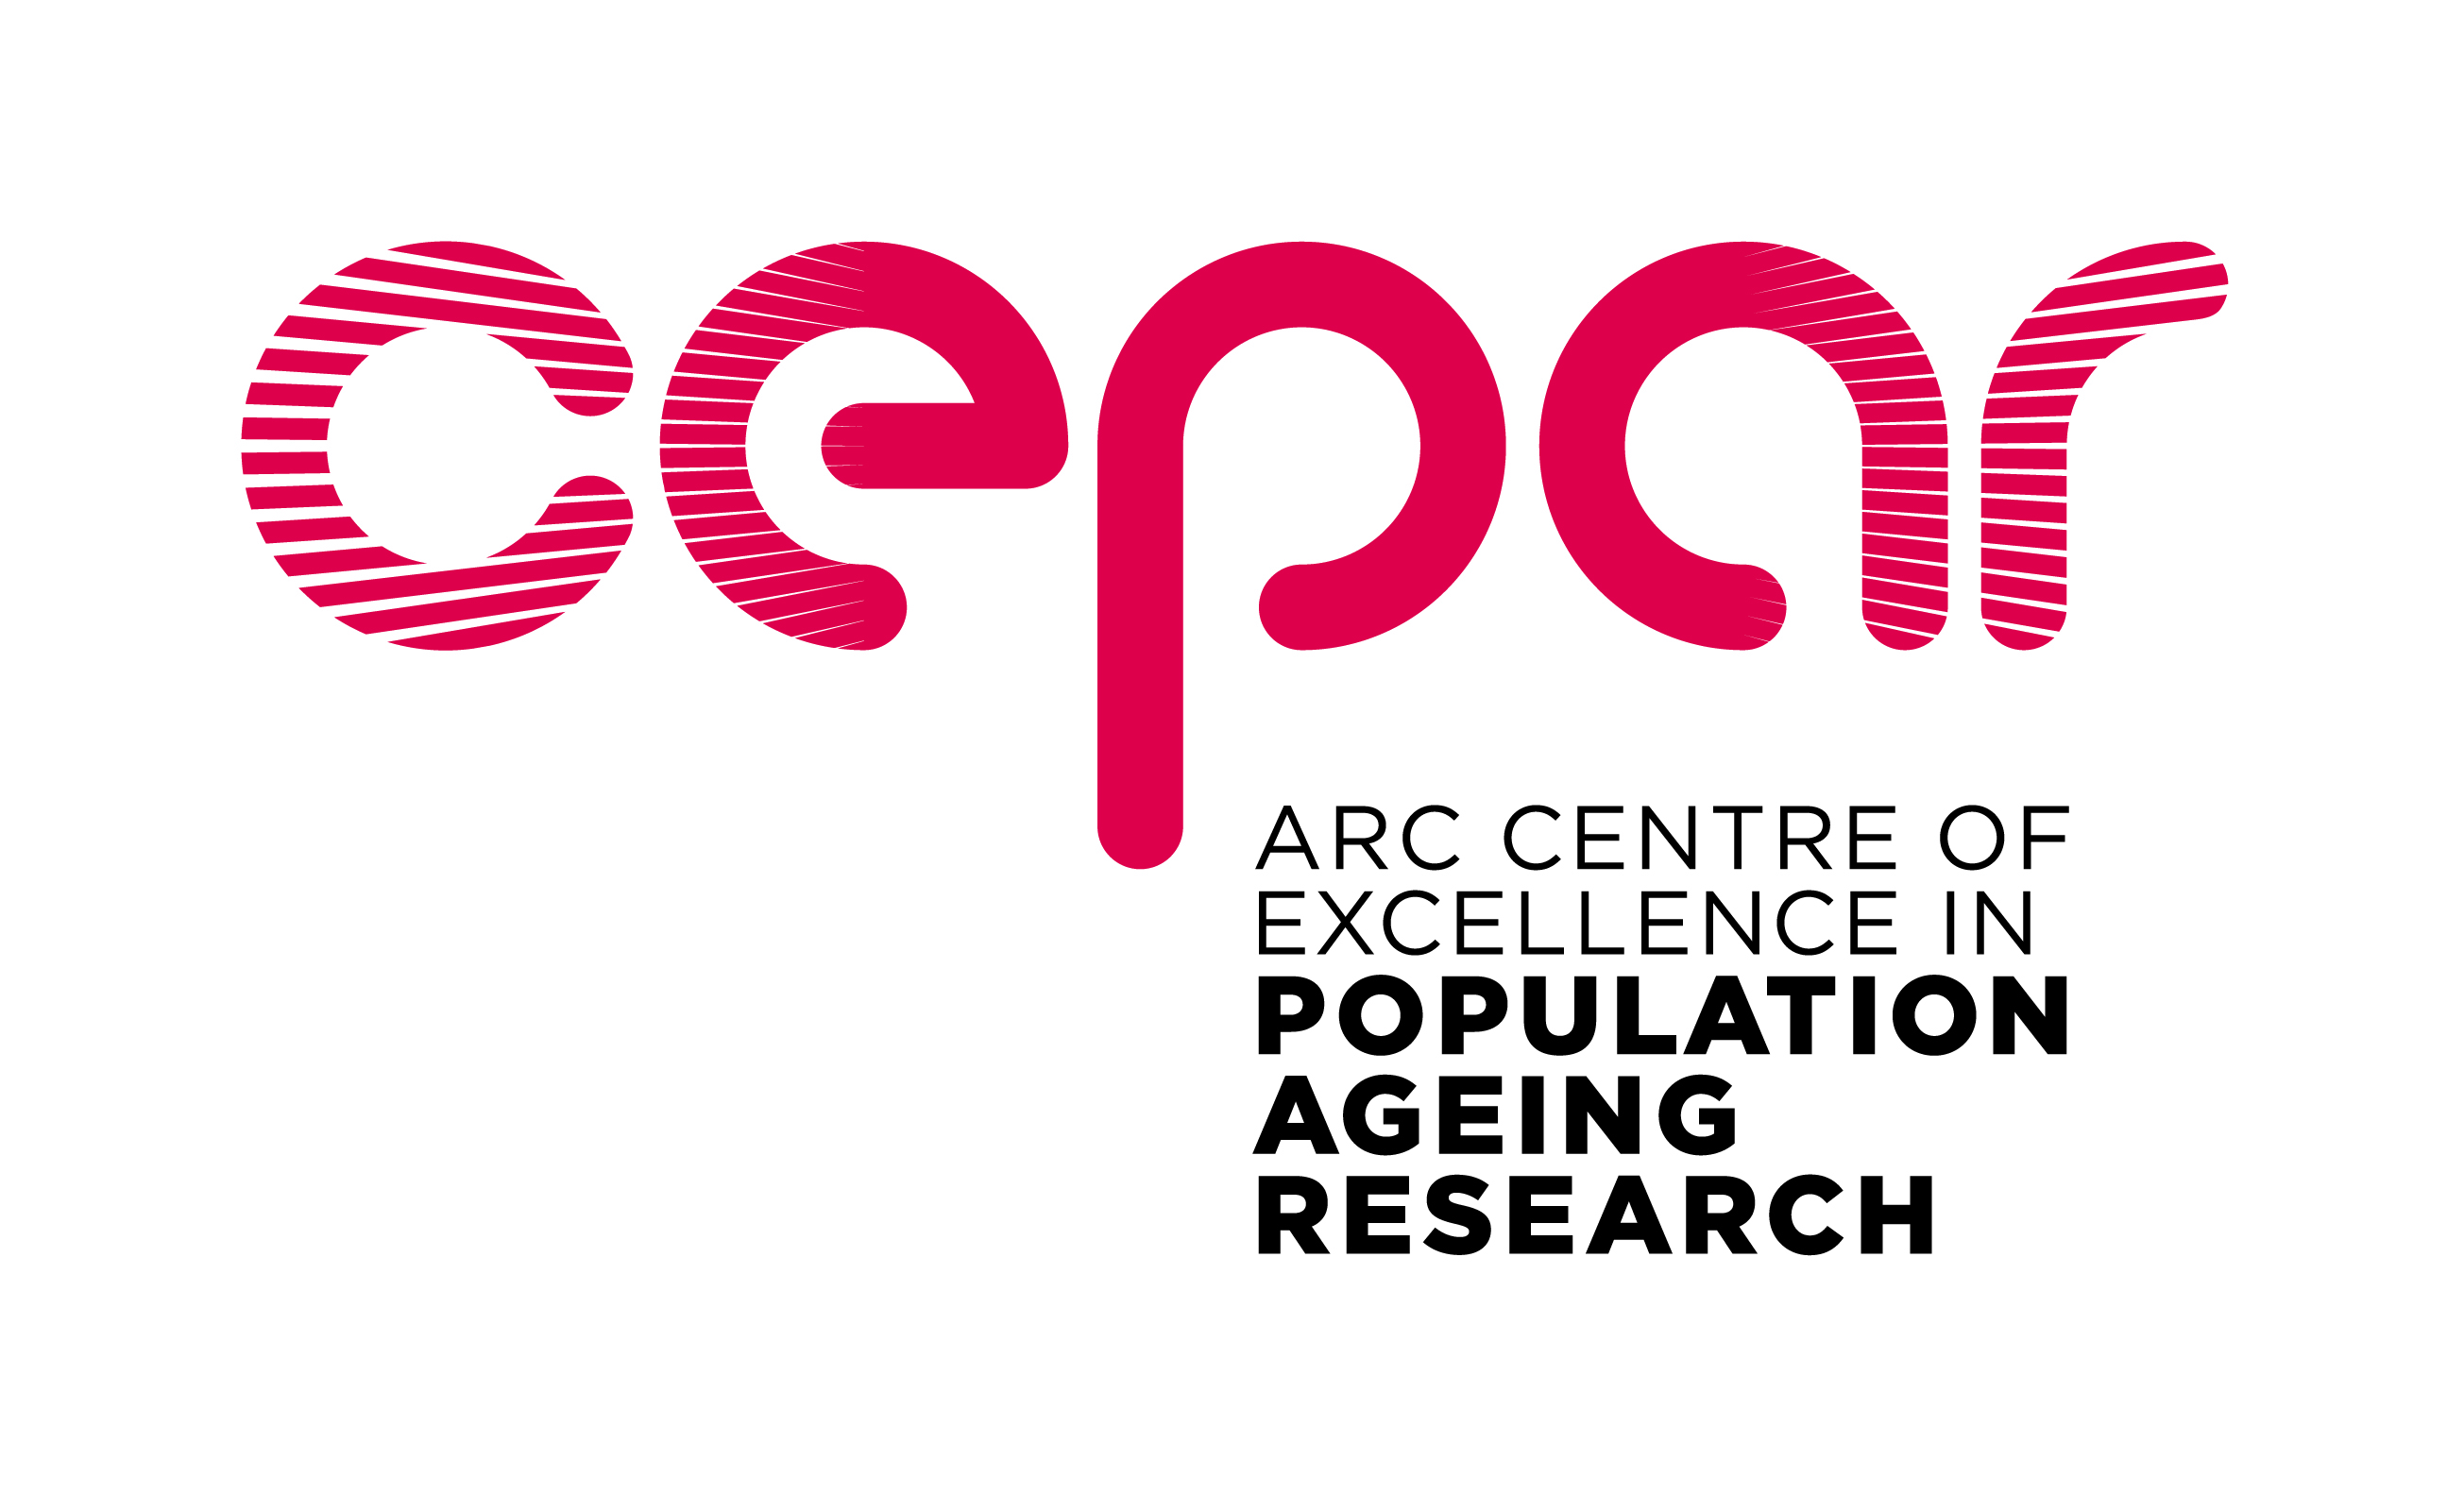 cepar
ARC CENTRE OF
EXCELLENCE IN
POPULATION
AGEING
RESEARCH